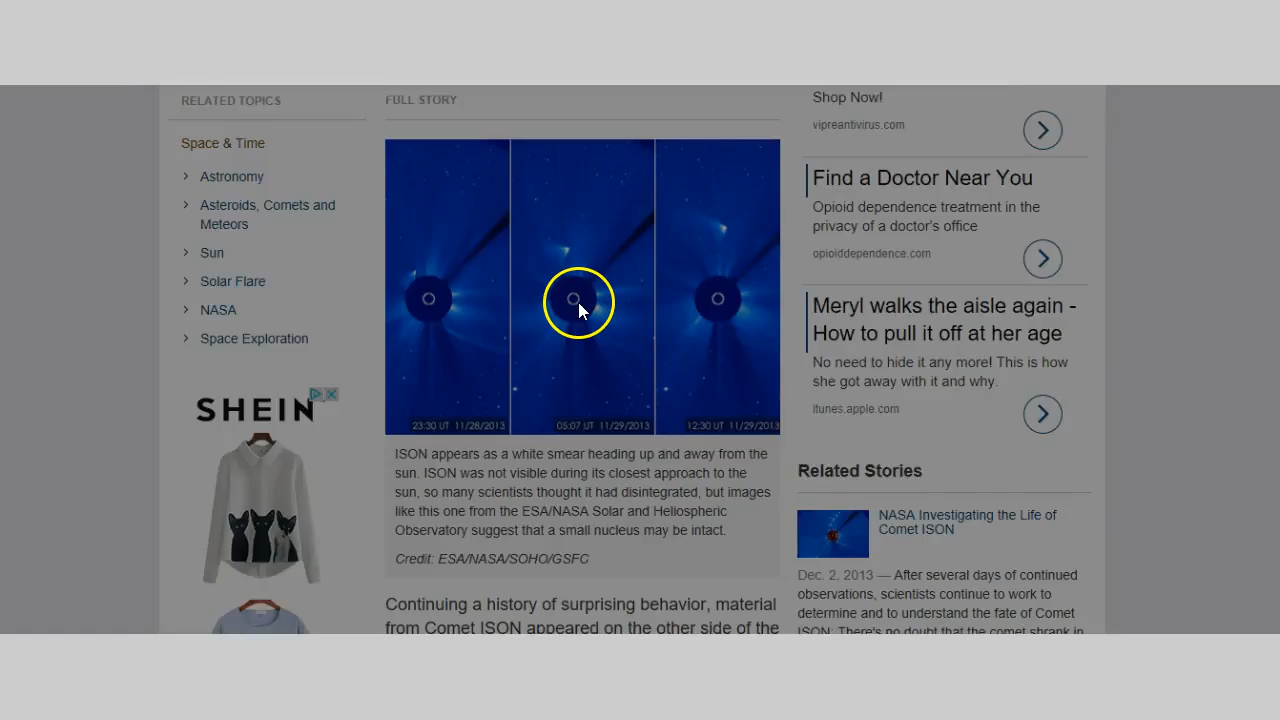 RELATED TOPICS
Space & Time
Astronomy
Asteroids, Comets and
Meteors
Sun
Solar Flare
NASA
Space Exploration
SHEIN
FULL STORY
23:30 UT 11/28/2013
05:07 UT 11/29/2013
12:30 UT 11/29/2013
ISON appears as a white smear heading up and away from the
sun. ISON was not visible during its closest approach to the
sun, so many scientists thought it had disintegrated, but images
like this one from the ESA/NASA Solar and Heliospheric
Observatory suggest that a small nucleus may be intact.
Credit: ESA/NASA/SOHO/GSFC
Continuing a history of surprising behavior, material
from Comet ISON appeared on the other side of the
Shop Now!
vipreantivirus.com
Find a Doctor Near You
Opioid dependence treatment in the
privacy of a doctor's office
opioiddependence.com
Meryl walks the aisle again -
How to pull it off at her age
No need to hide it any more! This is how
she got away with it and why.
itunes.apple.com
Related Stories
NASA Investigating the Life of
Comet ISON
Dec. 2, 2013 — After several days of continued
observations, scientists continue to work to
determine and to understand the fate of Comet
ISON: There's no doubt that the comet shrank in